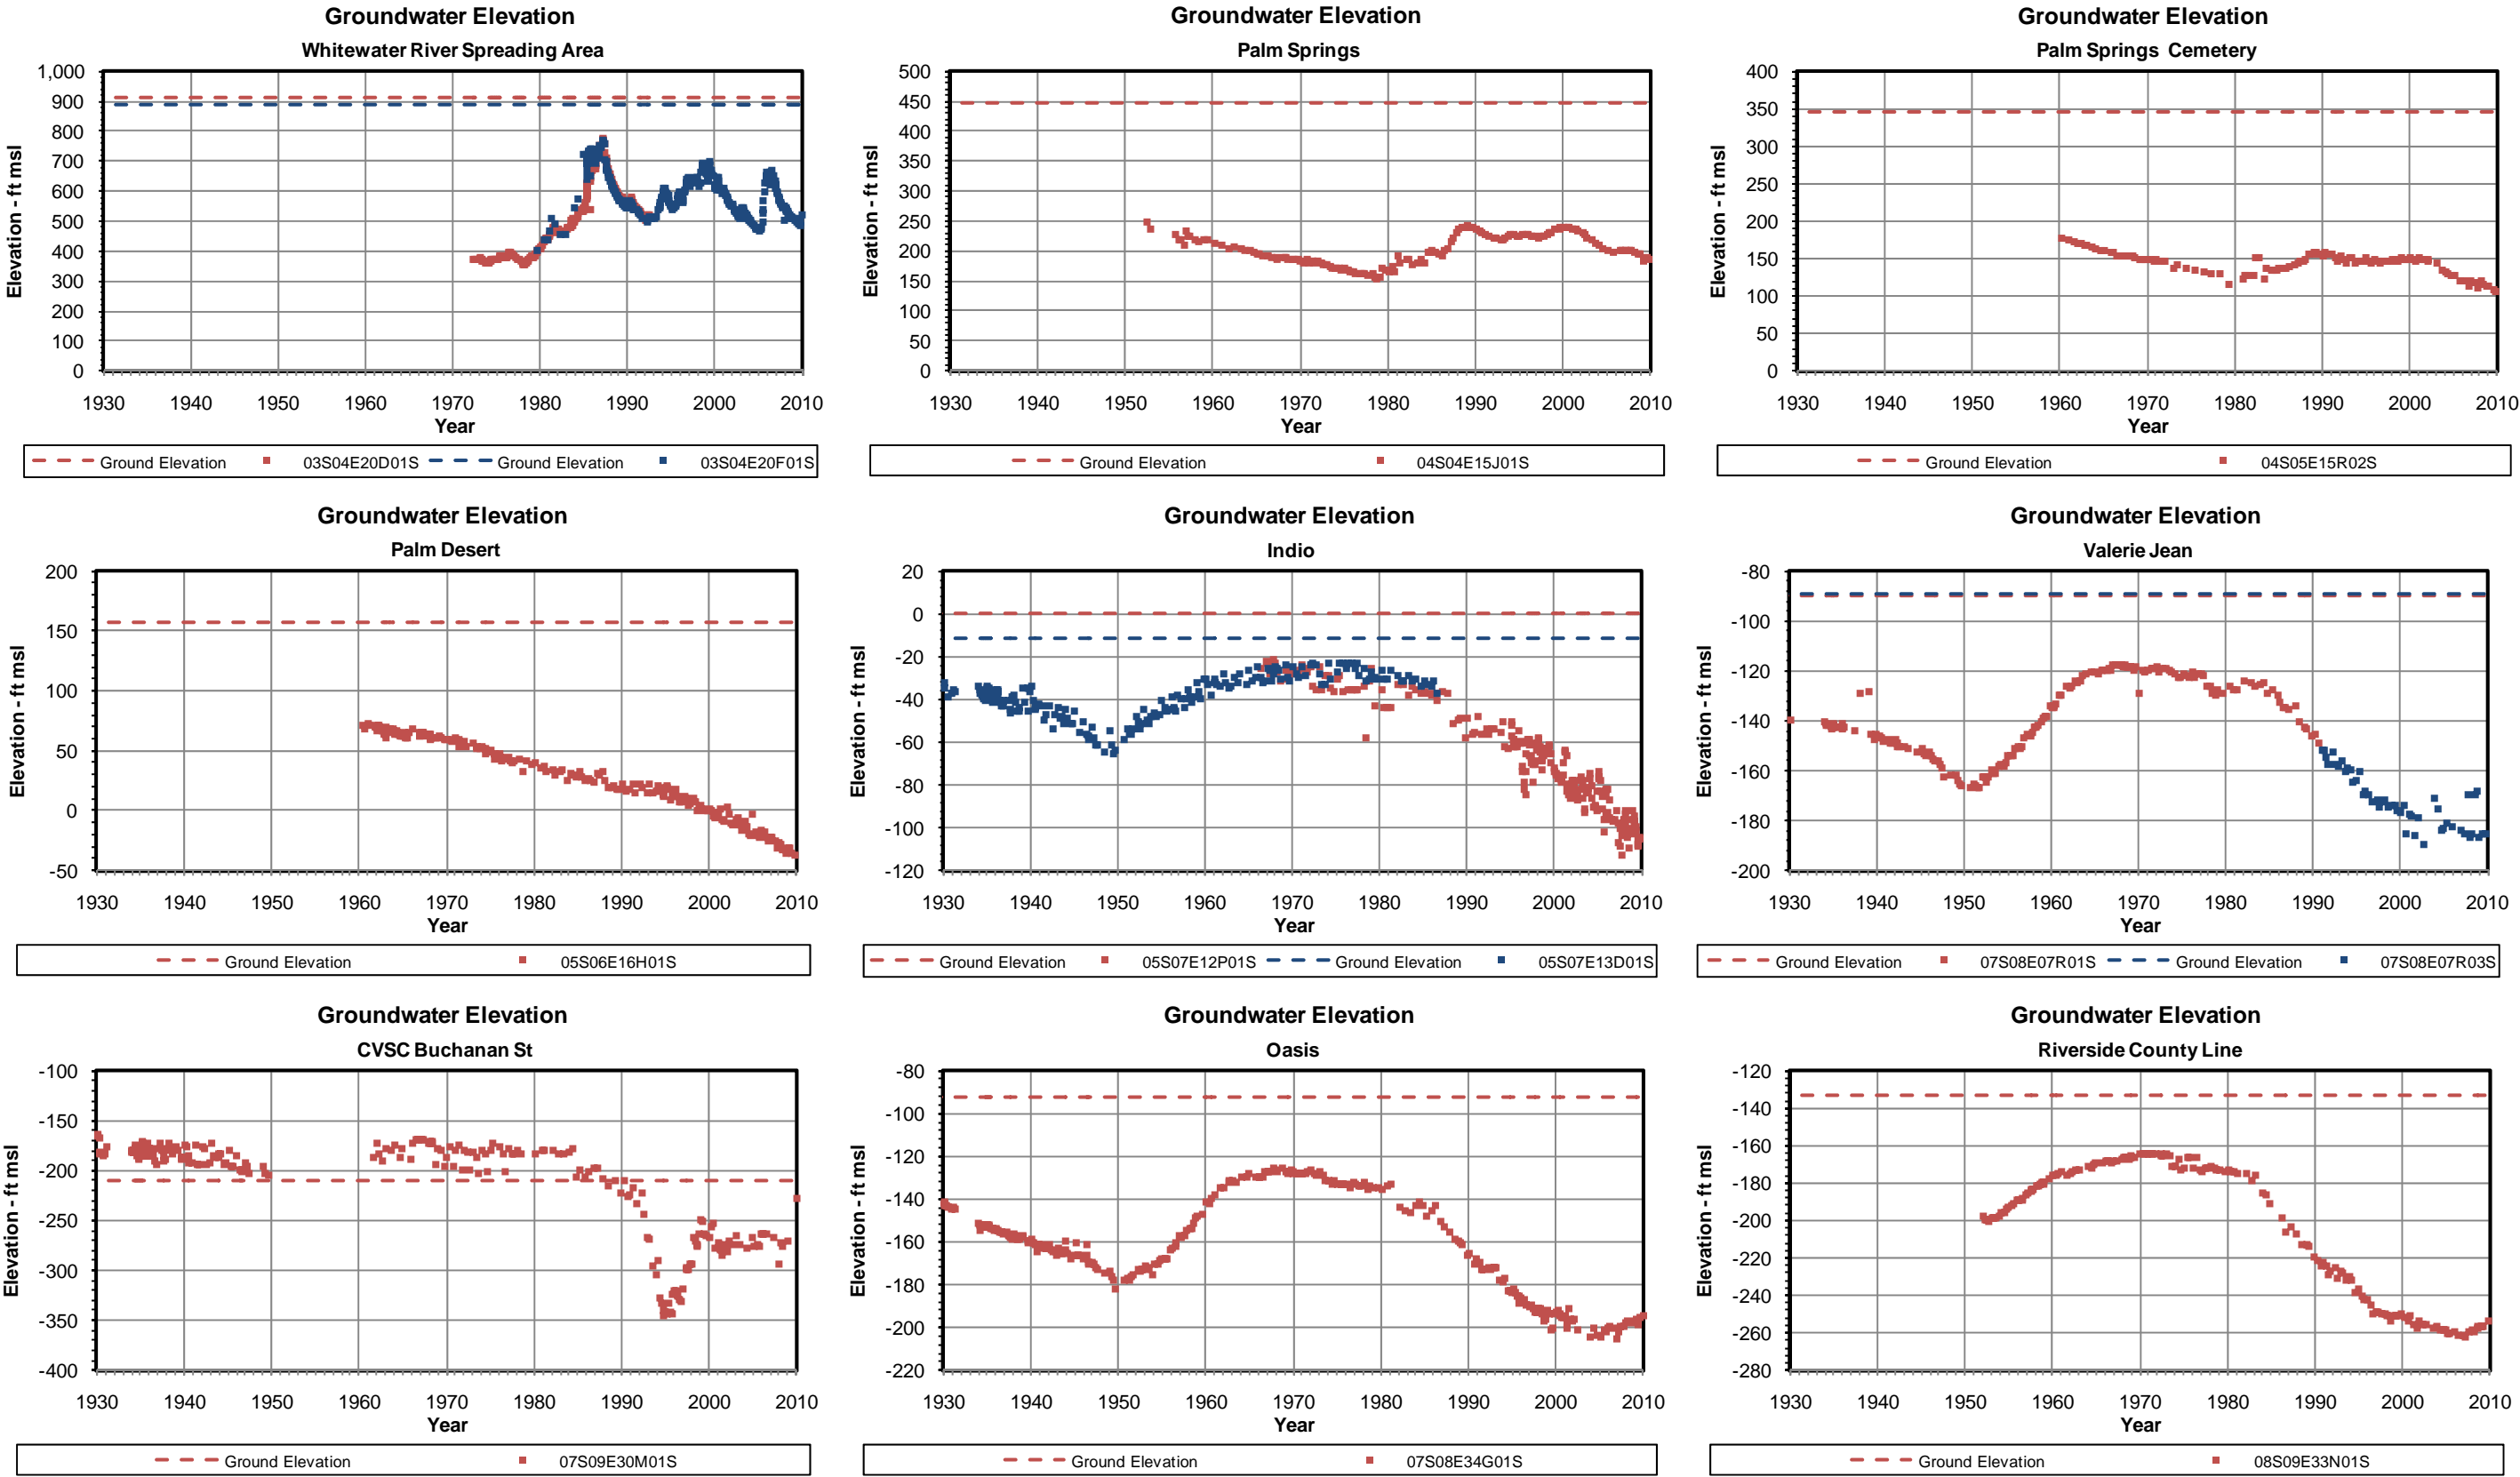 Groundwater Elevation
Whitewater River Spreading Area
1,000
900
800
700
600
500
400
300
200
100
0
Elevation - ft msl
1930 1940 1950 1960 1970 1980 1990 2000 2010
Year
Ground Elevation 03S04E20D01S Ground Elevation 03S04E20F01S
Groundwater Elevation
Palm Springs
500
450
400
350
300
250
200
150
100
50
0
Elevation - ft msl
1930 1940 1950 1960 1970 1980 1990 2000 2010
Year
Ground Elevation 04S04E15J01S
Groundwater Elevation
Palm Springs Cemetery
400
350
300
250
200
150
100
50
0
Elevation - ft msl
1930 1940 1950 1960 1970 1980 1990 2000 2010
Year
Ground Elevation 04S05E15R02S
Groundwater Elevation
Palm Desert
200
150
100
50
0
-50
Elevation - ft msl
1930 1940 1950 1960 1970 1980 1990 2000 2010
Year
Ground Elevation 05S06E16H01S
Groundwater Elevation
Indio
20
0
-20
-40
-60
-80
-100
-120
Elevation - ft msl
1930 1940 1950 1960 1970 1980 1990 2000 2010
Year
Ground Elevation 05S07E12P01S Ground Elevation 05S07E13D01S
Groundwater Elevation
Valerie Jean
-80
-100
-120
-140
-160
-180
-200
Elevation - ft msl
1930 1940 1950 1960 1970 1980 1990 2000 2010
Year
Ground Elevation 07S08E07R01S Ground Elevation 07S08E07R03S
Groundwater Elevation
CVSC Buchanan St
-100
-150
-200
-250
-300
-350
-400
Elevation - ft msl
1930 1940 1950 1960 1970 1980 1990 2000 2010
Year
Ground Elevation 07S09E30M01S
Groundwater Elevation
Oasis
-80
-100
-120
-140
-160
-180
-200
-220
Elevation - ft msl
1930 1940 1950 1960 1970 1980 1990 2000 2010
Year
Ground Elevation 07S08E34G01S
Groundwater Elevation
Riverside County Line
-120
-140
-160
-180
-200
-220
-240
-260
-280
Elevation - ft msl
1930 1940 1950 1960 1970 1980 1990 2000 2010
Year
Ground Elevation 08S09E33N01S